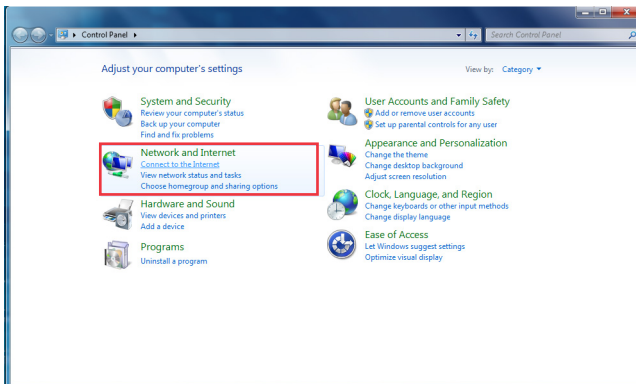 Control Panel
Search Control Panel
Adjust your computer's settings
View by: Category
System and Security
Review your computer's status
Back up your computer
Find and fix problems
Network and Internet
Connect to the Internet
View network status and tasks
Choose homegroup and sharing options
Hardware and Sound
View devices and printers
Add a device
Programs
Uninstall a program
User Accounts and Family Safety
Add or remove user accounts
Set up parental controls for any user
Appearance and Personalization
Change the theme
Change desktop background
Adjust screen resolution
Clock, Language, and Region
Change keyboards or other input methods
Change display language
Ease of Access
Let Windows suggest settings
Optimize visual display